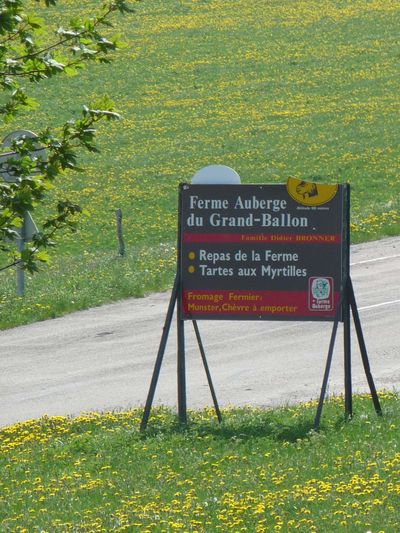 Ferme Auberge
du Grand-Ballon
Famille Didier BRONNER
Repas de la Ferme
Tartes aux Myrtilles
Fromage Fermier:
Munster,Chèvre à emporter
Ferme
Auberge